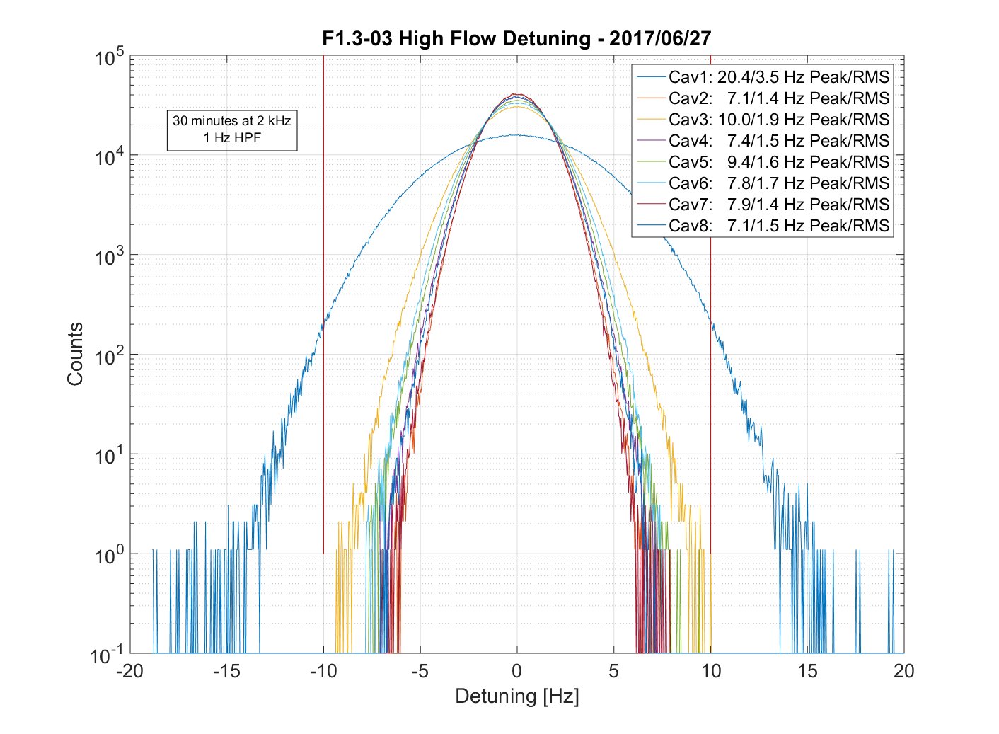 F1.3-03 High Flow Detuning - 2017/06/27
10^5
10^4
10^3
10^2
10^1
10^0
10^-1
Counts
30 minutes at 2 kHz
1 Hz HPF
Cav1: 20.4/3.5 Hz Peak/RMS
Cav2: 7.1/1.4 Hz Peak/RMS
Cav3: 10.0/1.9 Hz Peak/RMS
Cav4: 7.4/1.5 Hz Peak/RMS
Cav5: 9.4/1.6 Hz Peak/RMS
Cav6: 7.8/1.7 Hz Peak/RMS
Cav7: 7.9/1.4 Hz Peak/RMS
Cav8: 7.1/1.5 Hz Peak/RMS
-20 -15 -10 -5 0 5 10 15 20
Detuning [Hz]